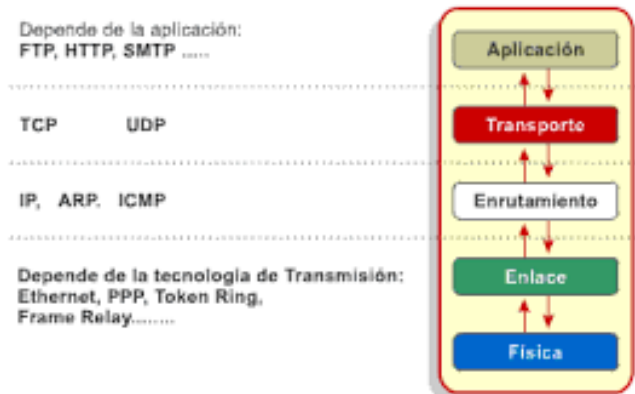 Depende de la aplicación:
FTP, HTTP, SMTP .....
Aplicación
TCP UDP
Transporte
IP, ARP. ICMP
Enrutamiento
Depende de la tecnología de Transmisión:
Ethernet, PPP, Token Ring,
Frame Relay........
Enlace
Física